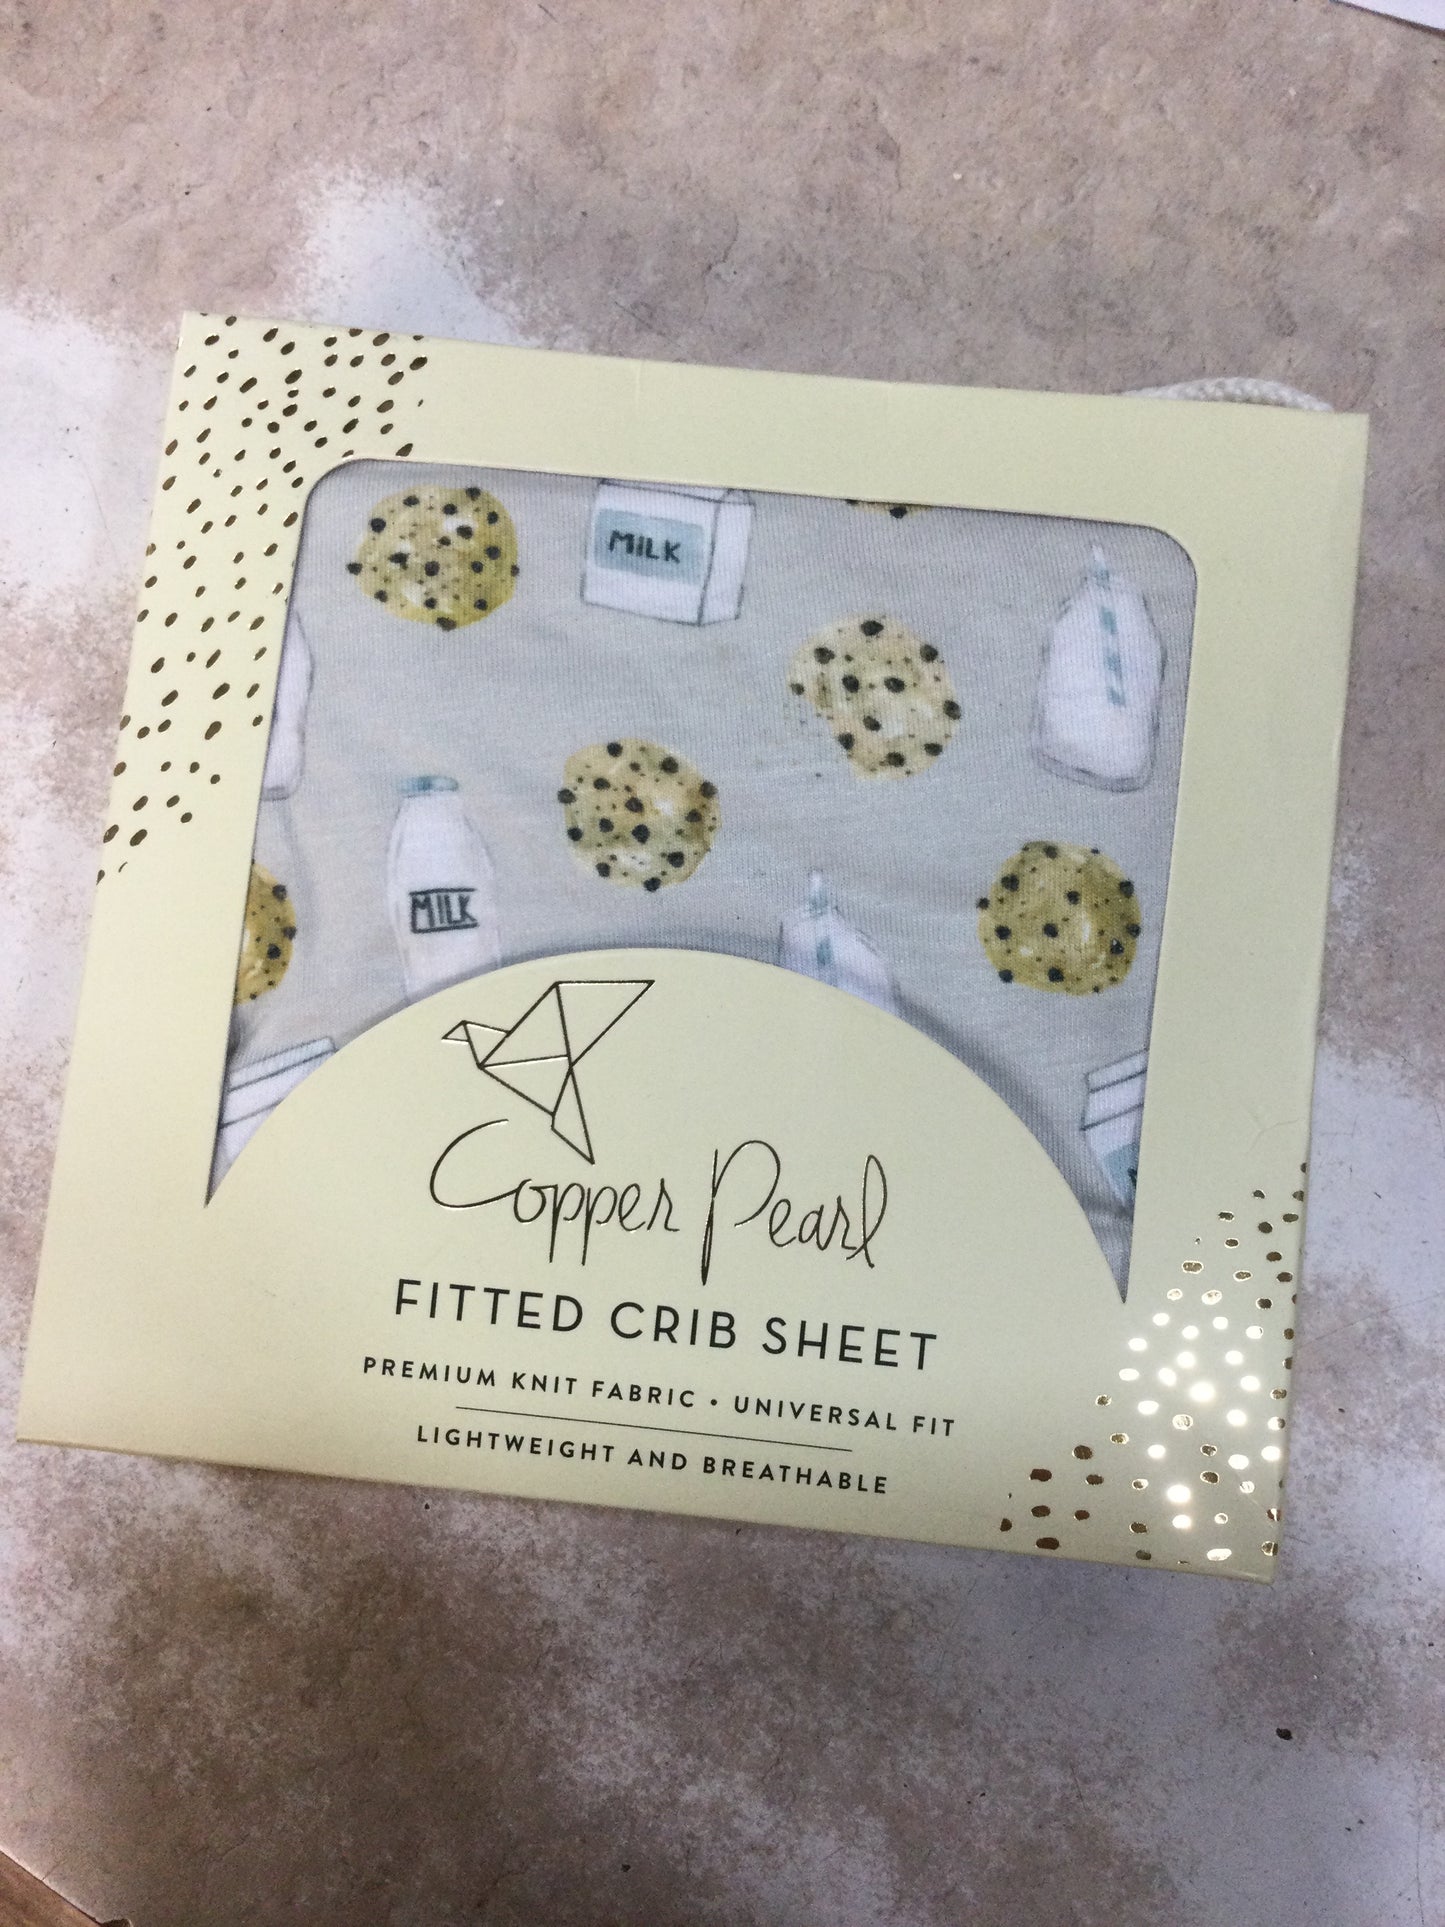 MILK
MILK
Copper Pearl
FITTED CRIB SHEET
PREMIUM KNIT FABRIC • UNIVERSAL FIT
LIGHTWEIGHT AND BREATHABLE